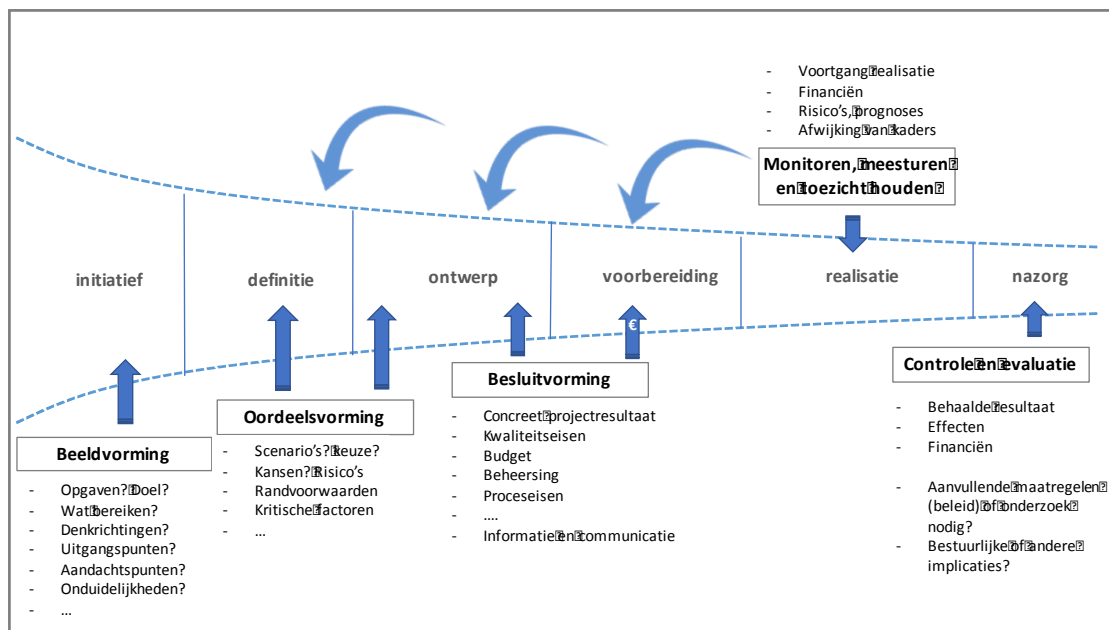 - Voortgang realisatie
- Financiën
- Risico's, prognoses
- Afwijking van kaders
Monitoren, meesturen
en toezicht houden
initiatief
definitie
ontwerp
voorbereiding
realisatie
nazorg
€
Beeldvorming
- Opgaven? Doel?
- Wat bereiken?
- Denkrichtingen?
- Uitgangspunten?
- Aandachtspunten?
- Onduidelijkheden?
- ...
Oordeelsvorming
- Scenario's? keuze?
- Kansen? Risico's
- Randvoorwaarden
- Kritische factoren
- ...
Besluitvorming
- Concreet projectresultaat
- Kwaliteitseisen
- Budget
- Beheersing
- Proceseisen
- ....
- Informatie en communicatie
Controle en evaluatie
- Behaalde resultaat
- Effecten
- Financiën
- Aanvullende maatregelen
(beleid) of onderzoek
nodig?
- Bestuurlijke of andere
implicaties?